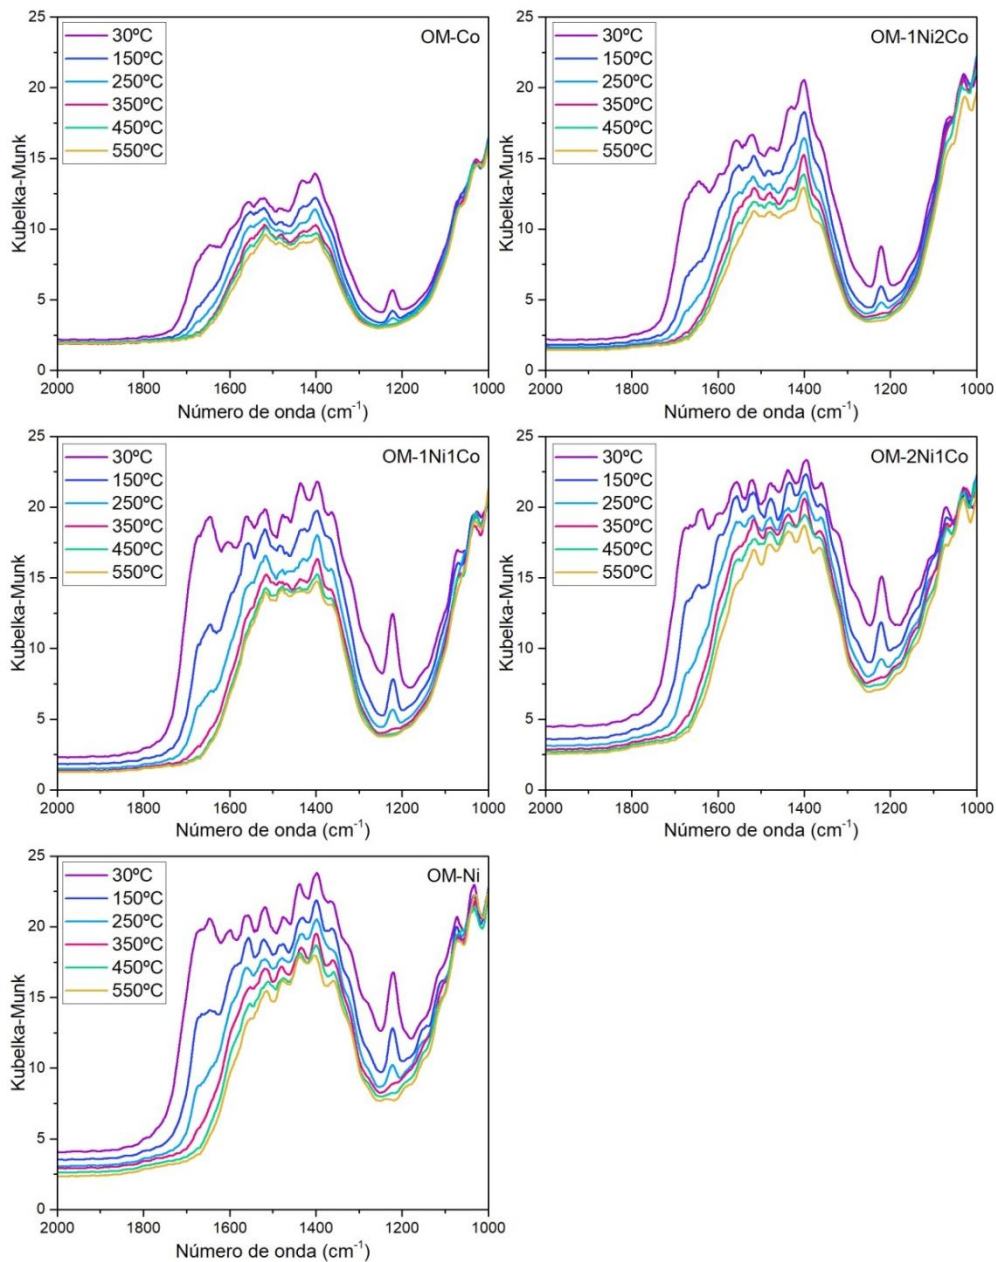 OM-Co
30ºC
150ºC
250ºC
350ºC
450ºC
550ºC
25
20
15
10
5
0
Kubelka-Munk
2000 1800 1600 1400 1200 1000
Número de onda (cm⁻¹)
OM-1Ni2Co
30ºC
150ºC
250ºC
350ºC
450ºC
550ºC
25
20
15
10
5
0
Kubelka-Munk
2000 1800 1600 1400 1200 1000
Número de onda (cm⁻¹)
OM-1Ni1Co
30ºC
150ºC
250ºC
350ºC
450ºC
550ºC
25
20
15
10
5
0
Kubelka-Munk
2000 1800 1600 1400 1200 1000
Número de onda (cm⁻¹)
OM-2Ni1Co
30ºC
150ºC
250ºC
350ºC
450ºC
550ºC
25
20
15
10
5
0
Kubelka-Munk
2000 1800 1600 1400 1200 1000
Número de onda (cm⁻¹)
OM-Ni
30ºC
150ºC
250ºC
350ºC
450ºC
550ºC
25
20
15
10
5
0
Kubelka-Munk
2000 1800 1600 1400 1200 1000
Número de onda (cm⁻¹)